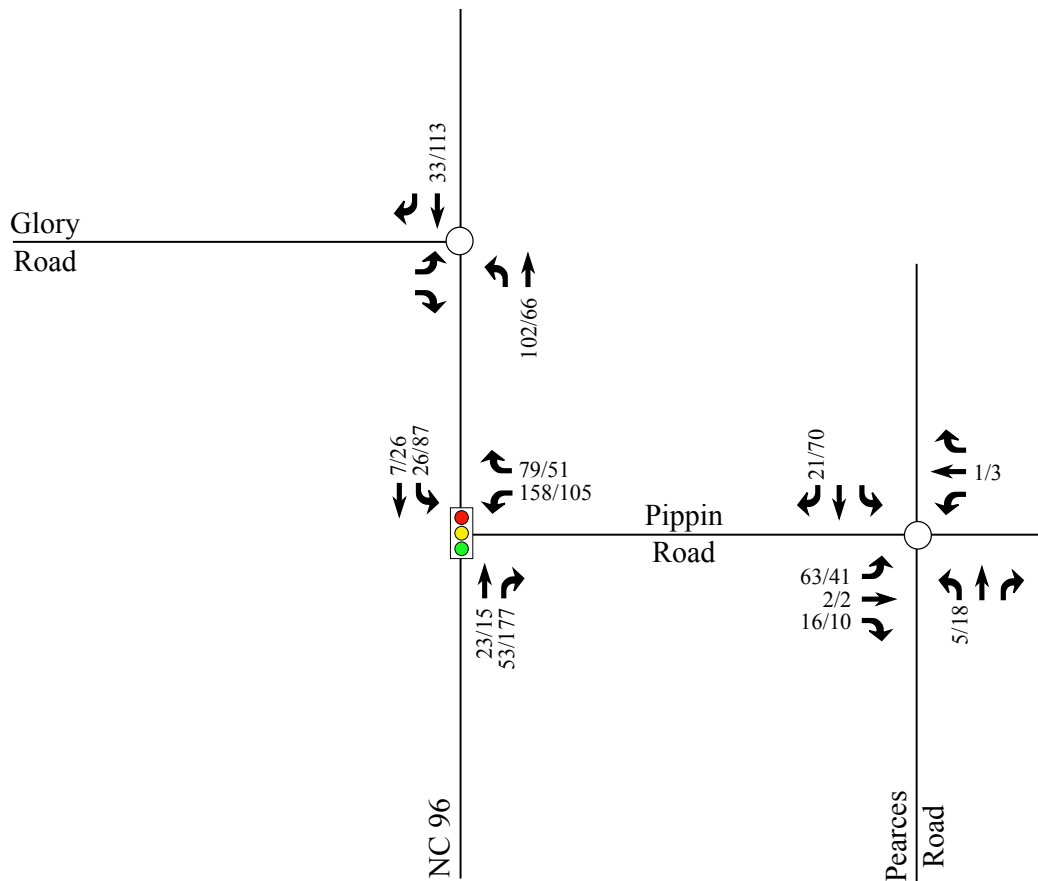 33/113
Glory
Road
102/66
7/26
26/87
79/51
158/105
21/70
1/3
Pippin
Road
63/41
2/2
16/10
23/15
53/177
5/18
NC 96
Pearces
Road